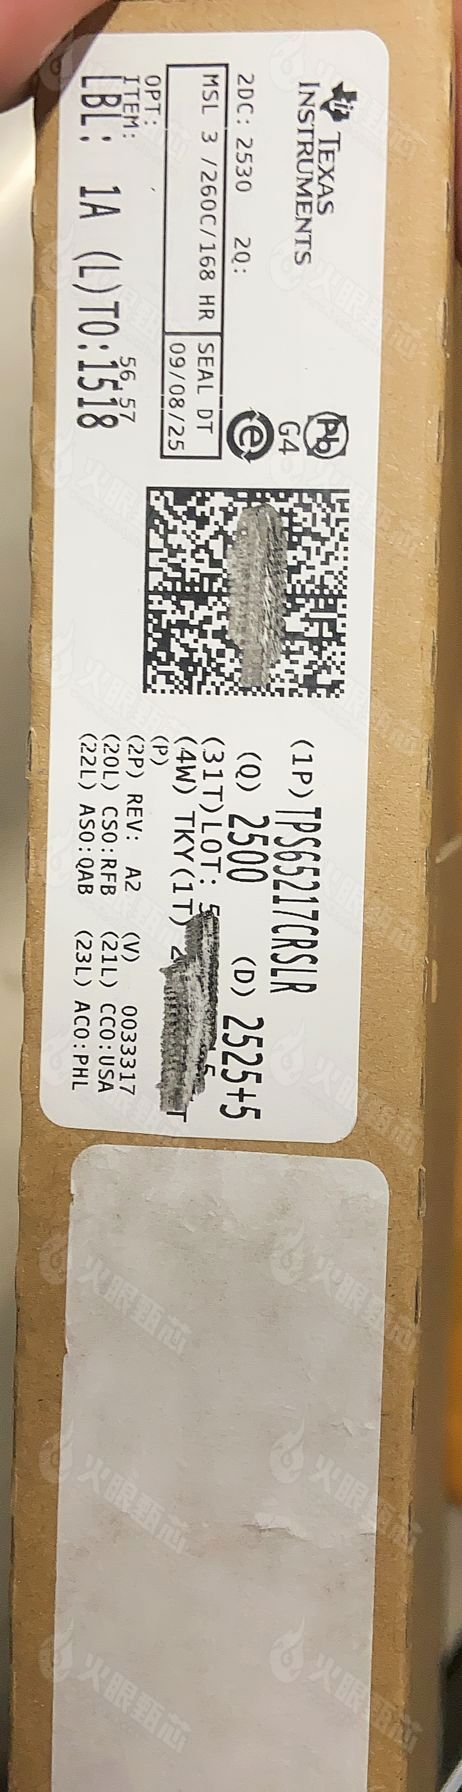 TEXAS
INSTRUMENTS
Pb
G4
2DC: 2530 2Q:
e
MSL 3 /260C/168 HR
SEAL DT
09/08/25
OPT:
ITEM:
56,57
LBL: 1A (L)TO:1518
(1P)TPS65217CRSLR
(Q) 2500 (D) 2525+5
(31T)LOT: 5
(4W) TKY(1T)
(P)
(2P) REV: A2 (V) 0033317
(20L) CSO:RFB (21L) CCO:USA
(22L) ASO:QAB (23L) ACO:PHL
火眼甄芯